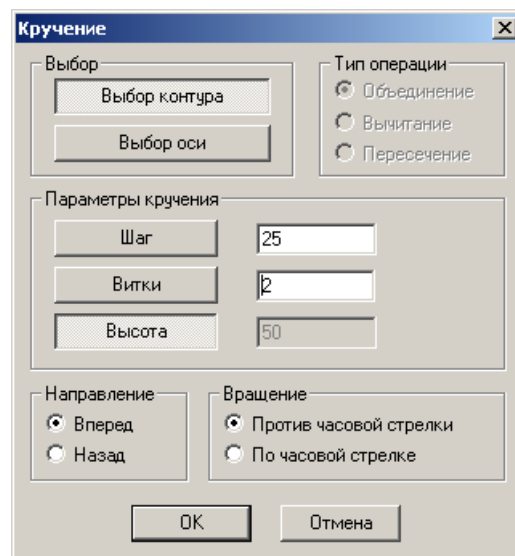 Кручение
Выбор
Выбор контура
Выбор оси
Тип операции
Объединение
Вычитание
Пересечение
Параметры кручения
Шаг
25
Витки
2
Высота
50
Направление
Вперед
Назад
Вращение
Против часовой стрелки
По часовой стрелке
OK
Отмена